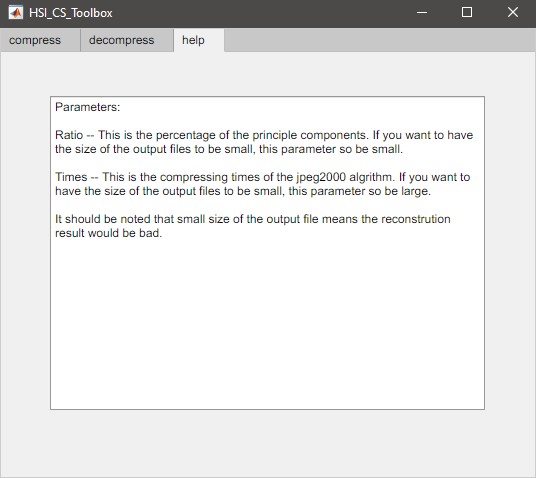 HSI_CS_Toolbox
compress
decompress
help
Parameters:
Ratio -- This is the percentage of the principle components. If you want to have
the size of the output files to be small, this parameter so be small.
Times -- This is the compressing times of the jpeg2000 algrithm. If you want to
have the size of the output files to be small, this parameter so be large.
It should be noted that small size of the output file means the reconstrution
result would be bad.